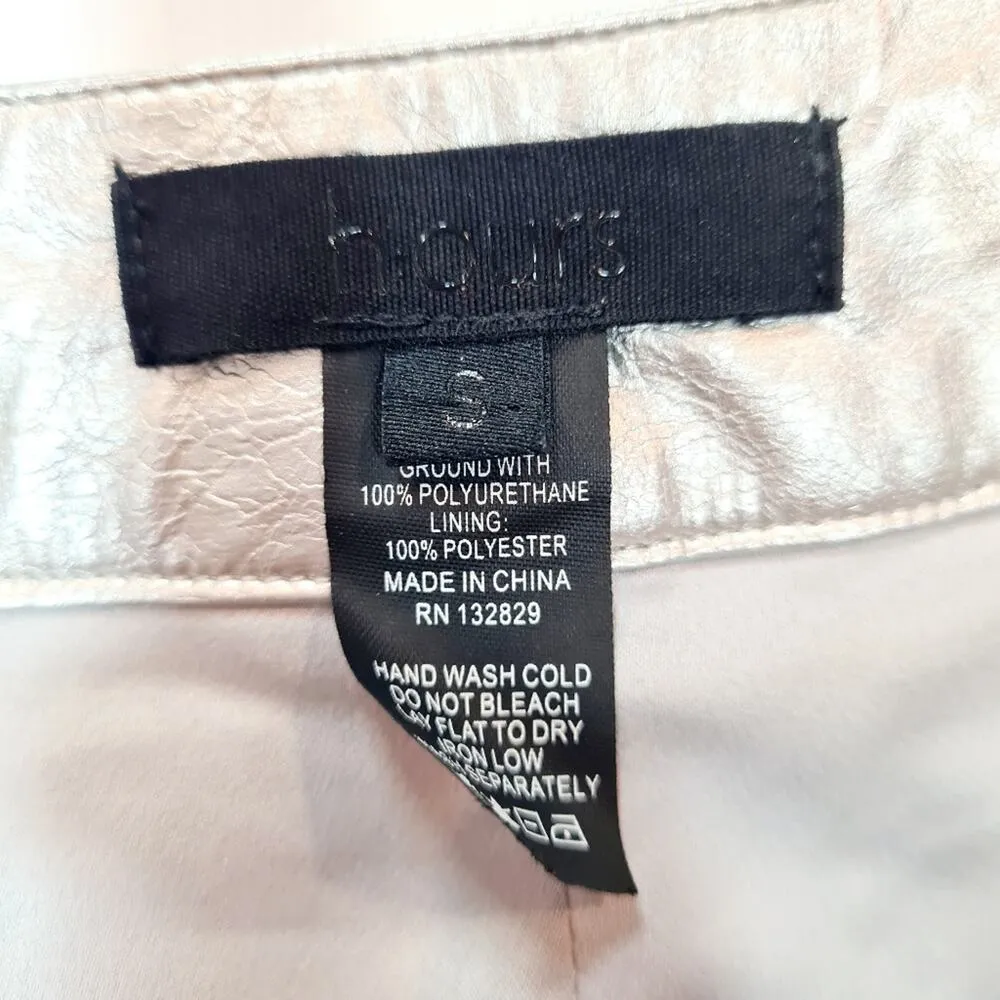 hours
S
GROUND WITH
100% POLYURETHANE
LINING:
100% POLYESTER
MADE IN CHINA
RN 132829
HAND WASH COLD
DO NOT BLEACH
LAY FLAT TO DRY
IRON LOW
SEPARATELY